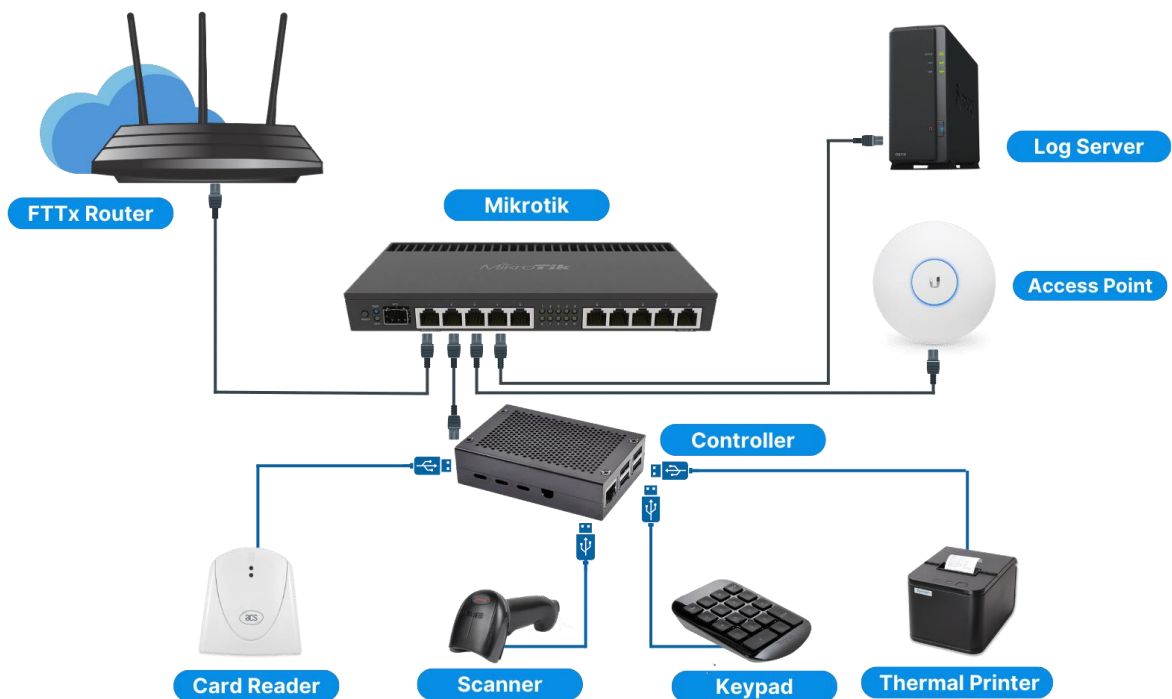 Log Server
FTTx Router
Mikrotik
MikroTik
Access Point
Controller
acs
Card Reader
Scanner
Keypad
Thermal Printer